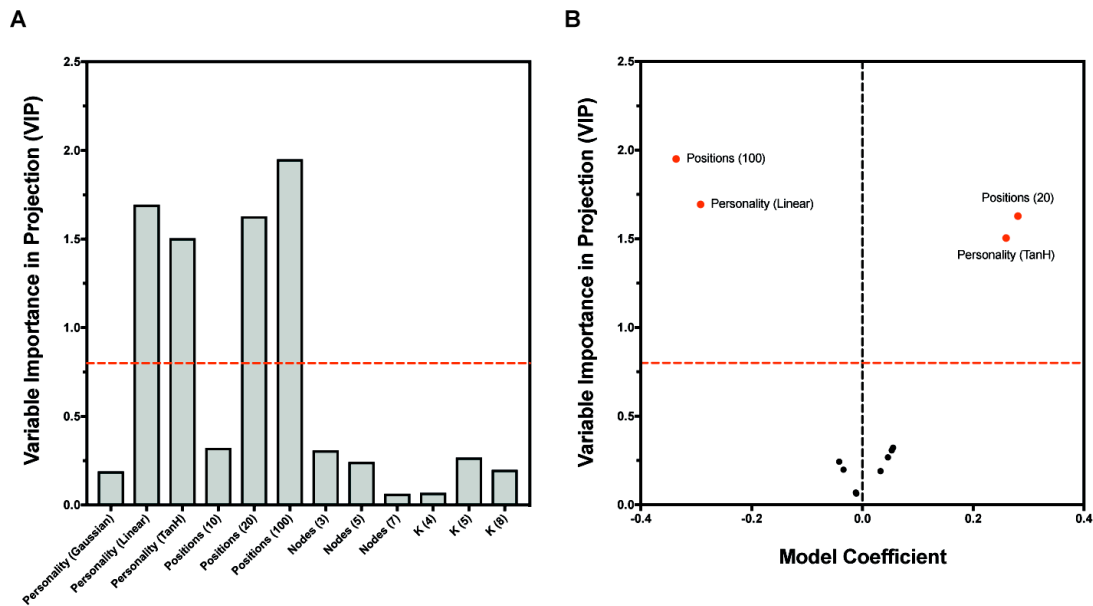 A
Variable Importance in Projection (VIP)
2.5
2.0
1.5
1.0
0.5
0.0
Personality (Gaussian)
Personality (Linear)
Personality (TanH)
Positions (10)
Positions (20)
Positions (100)
Nodes (3)
Nodes (5)
Nodes (7)
K (4)
K (5)
K (8)
B
Variable Importance in Projection (VIP)
2.5
2.0
1.5
1.0
0.5
0.0
Positions (100)
Personality (Linear)
Positions (20)
Personality (TanH)
-0.4
-0.2
0.0
0.2
0.4
Model Coefficient